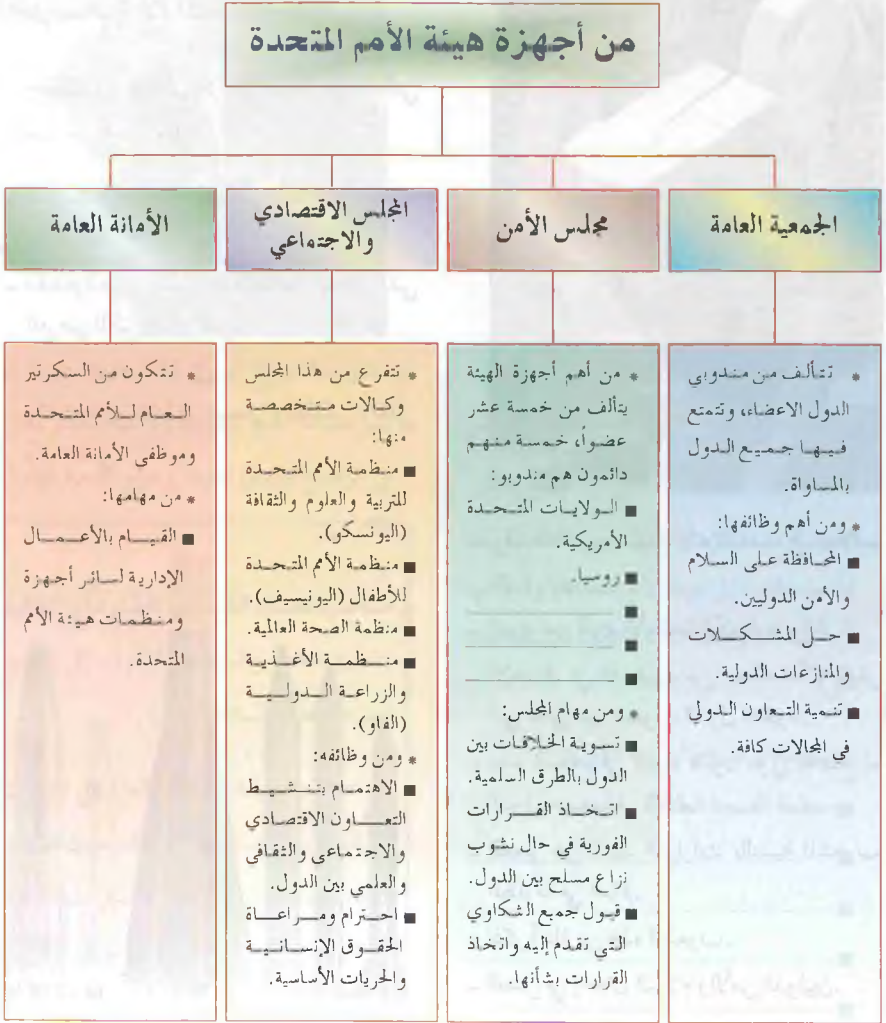 من أجهزة هيئة الأمم المتحدة
الجمعية العامة
* تتألف من مندوبي
الدول الاعضاء، وتتمتع
فيها جميع الدول
بالمساواة.
* ومن أهم وظائفها:
■ المحافظة على السلام
والأمن الدوليين.
■ حل المشكلات
والمنازعات الدولية.
■ تنمية التعاون الدولي
في المجالات كافة.
مجلس الأمن
* من أهم أجهزة الهيئة
يتألف من خمسة عشر
عضواً، خمسة منهم
دائمون هم مندوبو:
■ الولايات المتحدة
الأمريكية.
■ روسيا.
■
■
■
* ومن مهام المجلس:
■ تسوية الخلافات بين
الدول بالطرق السلمية.
■ اتخاذ القرارات
الفورية في حال نشوب
نزاع مسلح بين الدول.
■ قبول جميع الشكاوي
التي تقدم إليه واتخاذ
القرارات بشأنها.
المجلس الاقتصادي
والاجتماعي
* تتفرع من هذا المجلس
وكالات متخصصة
منها:
■ منظمة الأمم المتحدة
للتربية والعلوم والثقافة
(اليونسكو).
■ منظمة الأمم المتحدة
للأطفال (اليونيسيف).
■ منظمة الصحة العالمية.
■ منظمة الأغذية
والزراعة الدولية
(الفاو).
* ومن وظائفه:
■ الاهتمام بتنشيط
التعاون الاقتصادي
والاجتماعي والثقافي
والعلمي بين الدول.
■ احترام ومراعاة
الحقوق الإنسانية
والحريات الأساسية.
الأمانة العامة
* تتكون من السكرتير
العام للأمم المتحدة
وموظفي الأمانة العامة.
* من مهامها:
■ القيام بالأعمال
الإدارية لسائر أجهزة
ومنظمات هيئة الأمم
المتحدة.